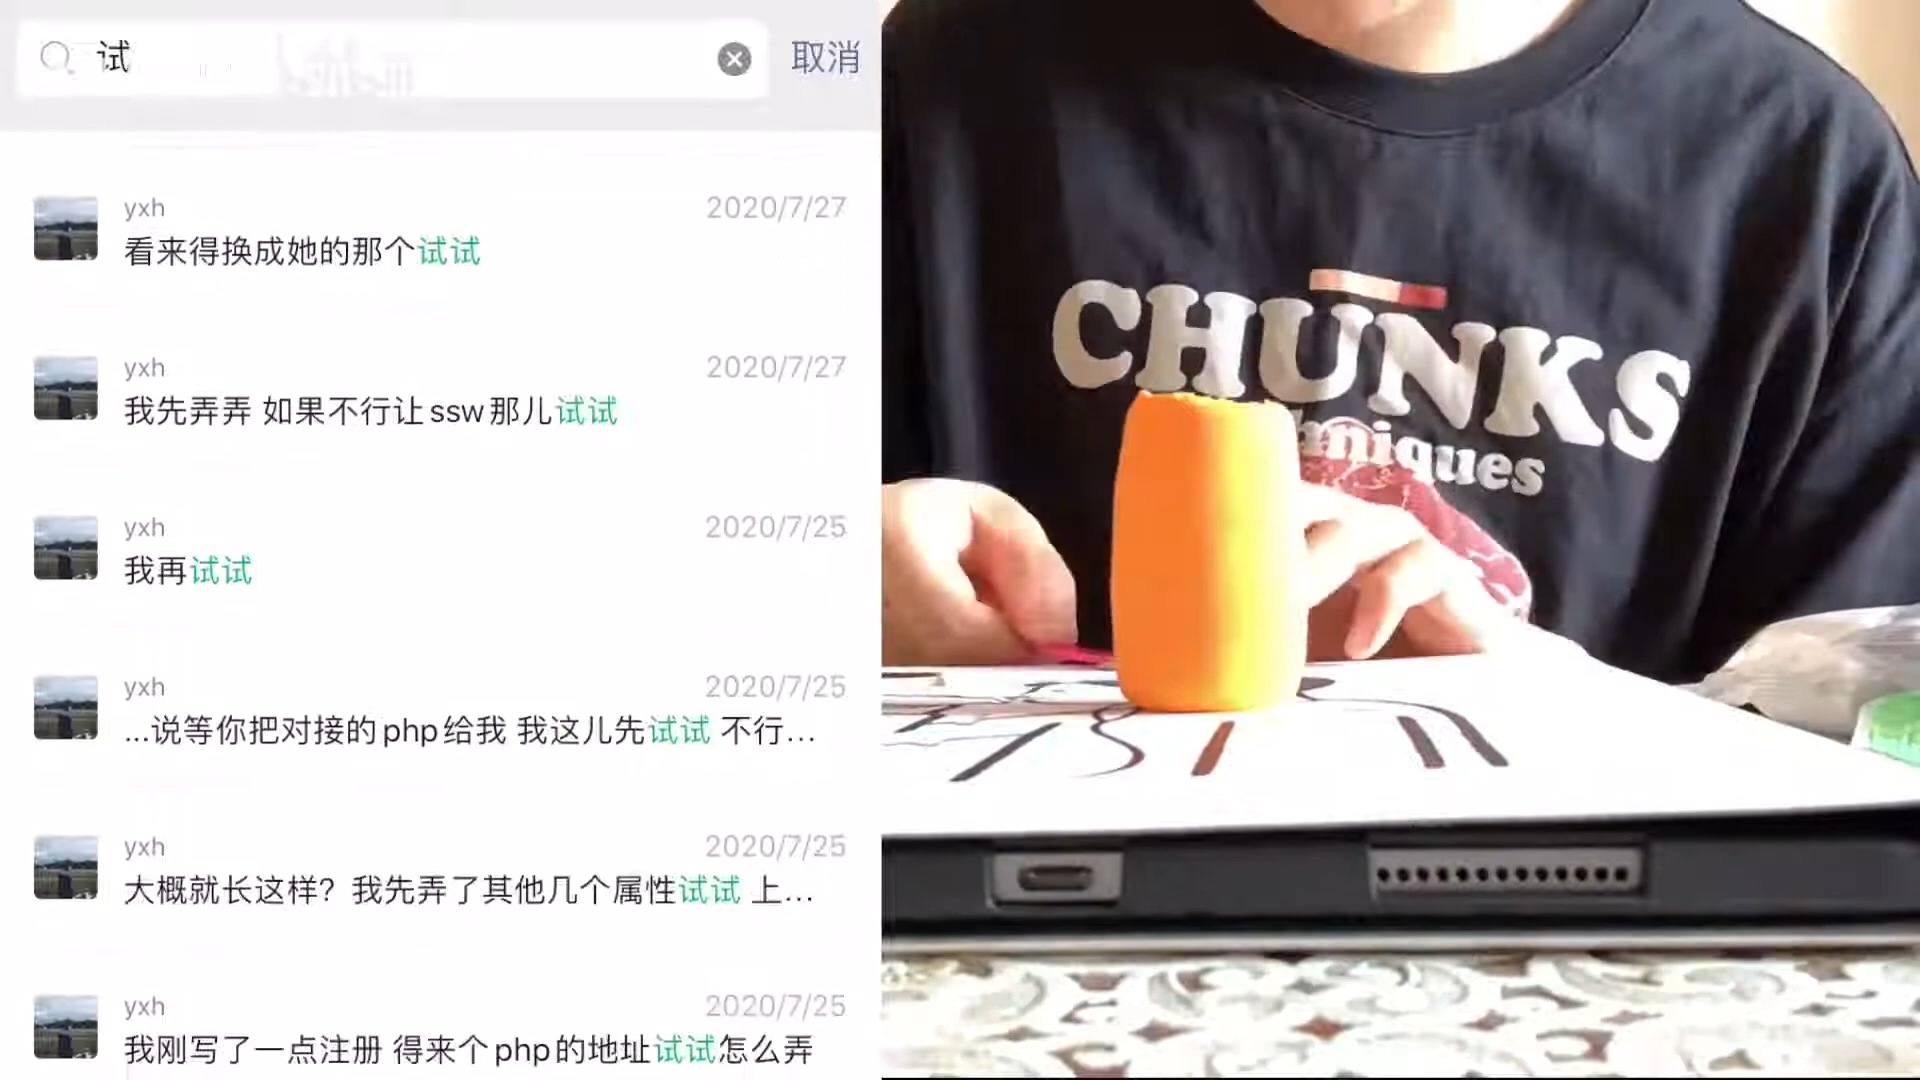 试
取消
yxh
2020/7/27
看来得换成她的那个试试
yxh
2020/7/27
我先弄弄 如果不行让ssw那儿试试
yxh
2020/7/25
我再试试
yxh
2020/7/25
...说等你把对接的php给我 我这儿先试试 不行...
yxh
2020/7/25
大概就长这样？我先弄了其他几个属性试试 上...
yxh
2020/7/25
我刚写了一点注册 得来个php的地址试试怎么弄
CHUNKS
hniques